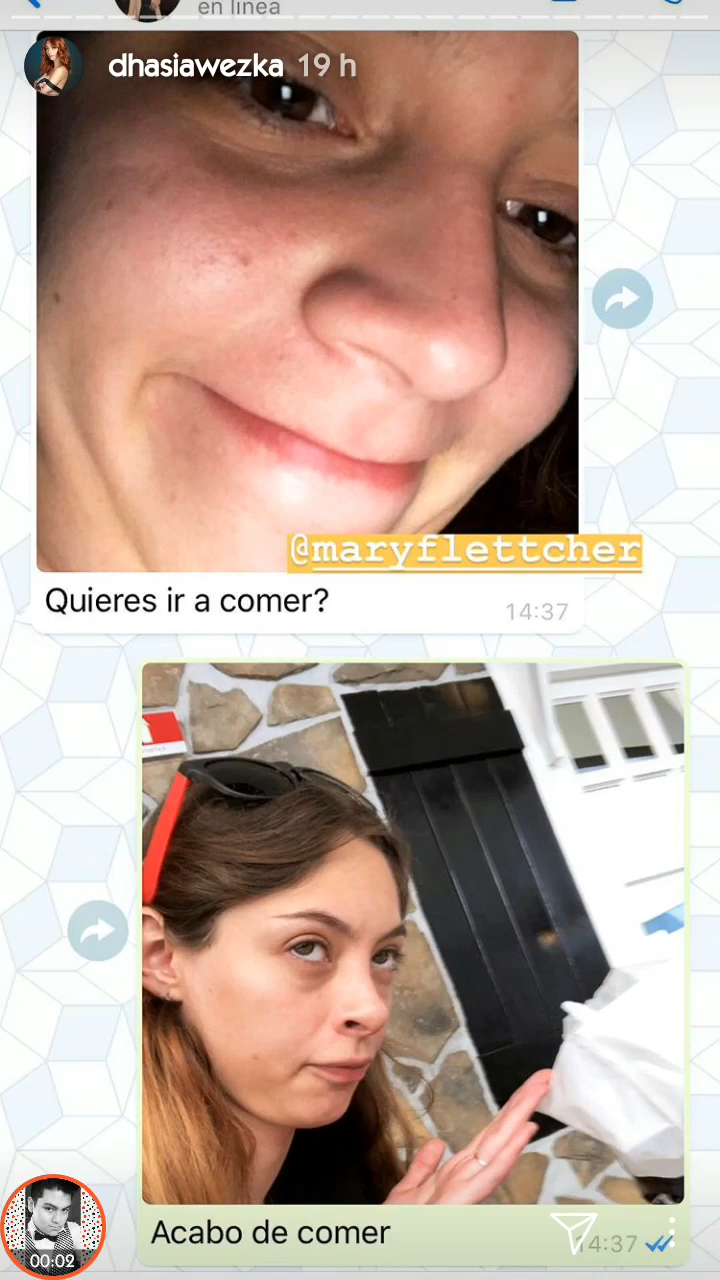 en línea
dhasiawezka 19 h
@maryflettcher
Quieres ir a comer?
14:37
Acabo de comer
14:37
00:02